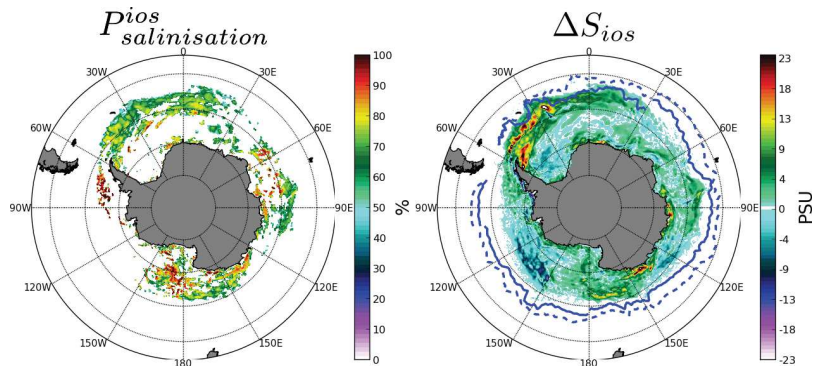 P^{ios}_{salinisation}
ΔS_{ios}
0
30W
30E
60W
60E
90W
90E
120W
120E
150W
150E
180
100
90
80
70
60
50
40
30
20
10
0
%
0
30W
30E
60W
60E
90W
90E
120W
120E
150W
150E
180
23
18
13
9
4
0
-4
-9
-13
-18
-23
PSU